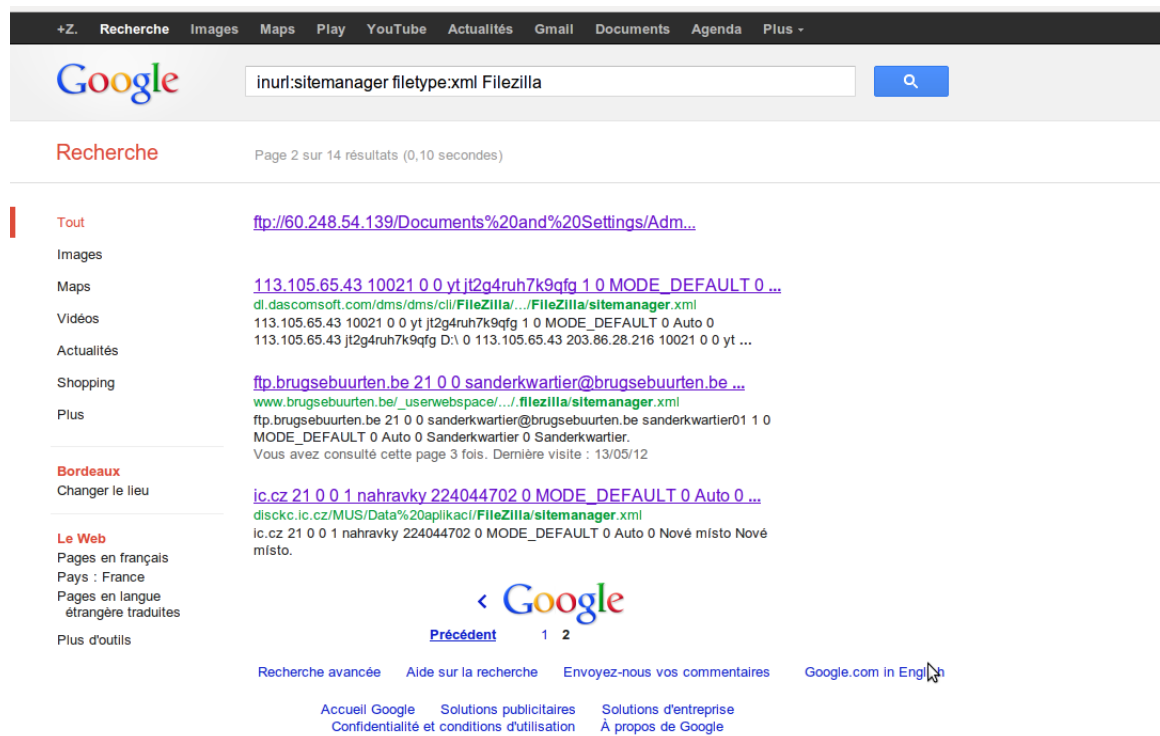 +Z. Recherche Images Maps Play YouTube Actualités Gmail Documents Agenda Plus
Google
inurl:sitemanager filetype:xml Filezilla
Recherche
Page 2 sur 14 résultats (0,10 secondes)
Tout
Images
Maps
Vidéos
Actualités
Shopping
Plus
Bordeaux
Changer le lieu
Le Web
Pages en français
Pays : France
Pages en langue
étrangère traduites
Plus d'outils
ftp://60.248.54.139/Documents%20and%20Settings/Adm...
113.105.65.43 10021 0 0 yt jt2g4ruh7k9qfg 1 0 MODE_DEFAULT 0 ...
dl.dascomsoft.com/dms/dms/cli/FileZilla/.../FileZilla/sitemanager.xml
113.105.65.43 10021 0 0 yt jt2g4ruh7k9qfg 1 0 MODE_DEFAULT 0 Auto 0
113.105.65.43 jt2g4ruh7k9qfg D:\ 0 113.105.65.43 203.86.28.216 10021 0 0 yt ...
ftp.brugsebuurten.be 21 0 0 sanderkwartier@brugsebuurten.be ...
www.brugsebuurten.be/_userwebspace/.../.filezilla/sitemanager.xml
ftp.brugsebuurten.be 21 0 0 sanderkwartier@brugsebuurten.be sanderkwartier01 1 0
MODE_DEFAULT 0 Auto 0 Sanderkwartier 0 Sanderkwartier.
Vous avez consulté cette page 3 fois. Dernière visite : 13/05/12
ic.cz 21 0 0 1 nahravky 224044702 0 MODE_DEFAULT 0 Auto 0 ...
disckc.ic.cz/MUS/Data%20aplikací/FileZilla/sitemanager.xml
ic.cz 21 0 0 1 nahravky 224044702 0 MODE_DEFAULT 0 Auto 0 Nové místo Nové
místo.
< Google
Précédent 1 2
Recherche avancée Aide sur la recherche Envoyez-nous vos commentaires Google.com in English
Accueil Google Solutions publicitaires Solutions d'entreprise
Confidentialité et conditions d'utilisation À propos de Google